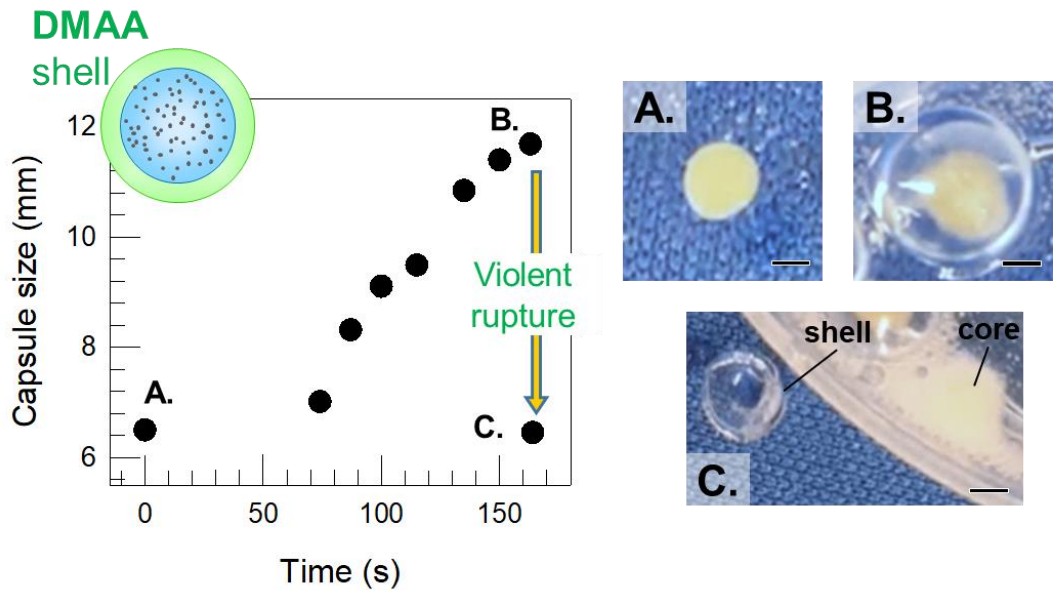 DMAA
shell
12
10
8
6
Capsule size (mm)
A.
B.
Violent
rupture
C.
0 50 100 150
Time (s)
A.
B.
shell
core
C.